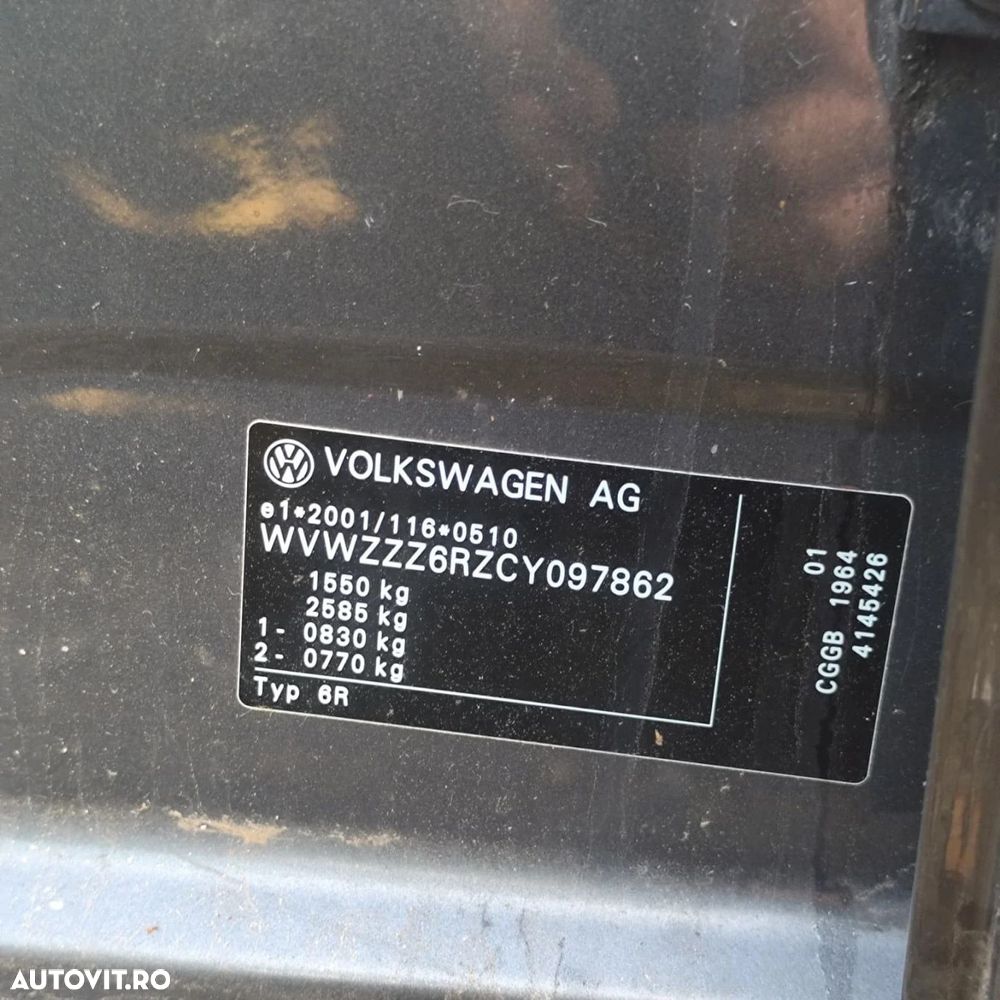 VOLKSWAGEN AG
e1*2001/116*0510
WVWZZZ6RZCY097862
1550 kg
2585 kg
1- 0830 kg
2- 0770 kg
Typ 6R
01
CGGB 1964
4145426
AUTOVIT.RO